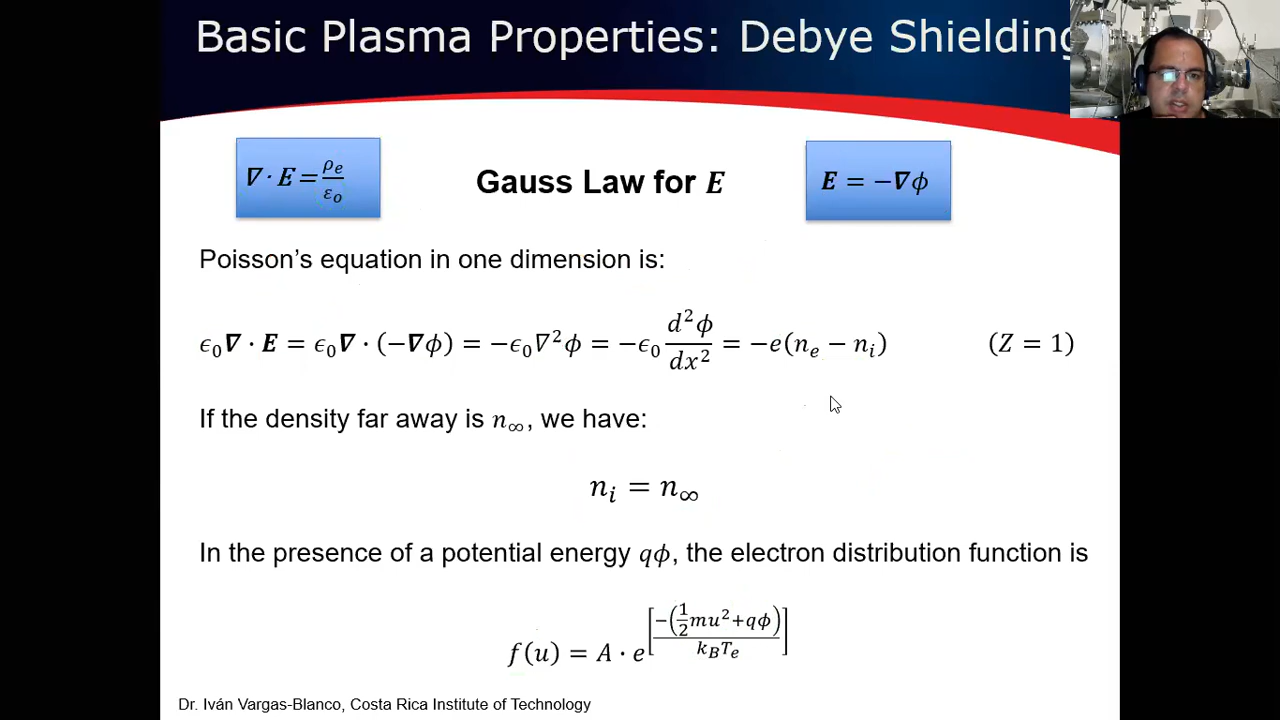 Basic Plasma Properties: Debye Shielding
∇ · E = ρₑ/εₒ
Gauss Law for E
E = −∇ϕ
Poisson’s equation in one dimension is:
ϵ₀∇ · E = ϵ₀∇ · (−∇ϕ) = −ϵ₀∇²ϕ = −ϵ₀ d²ϕ/dx² = −e(nₑ − nᵢ) (Z = 1)
If the density far away is n∞, we have:
nᵢ = n∞
In the presence of a potential energy qϕ, the electron distribution function is
f(u) = A · e^[−(½mu²+qϕ)/k_BTₑ]
Dr. Iván Vargas-Blanco, Costa Rica Institute of Technology